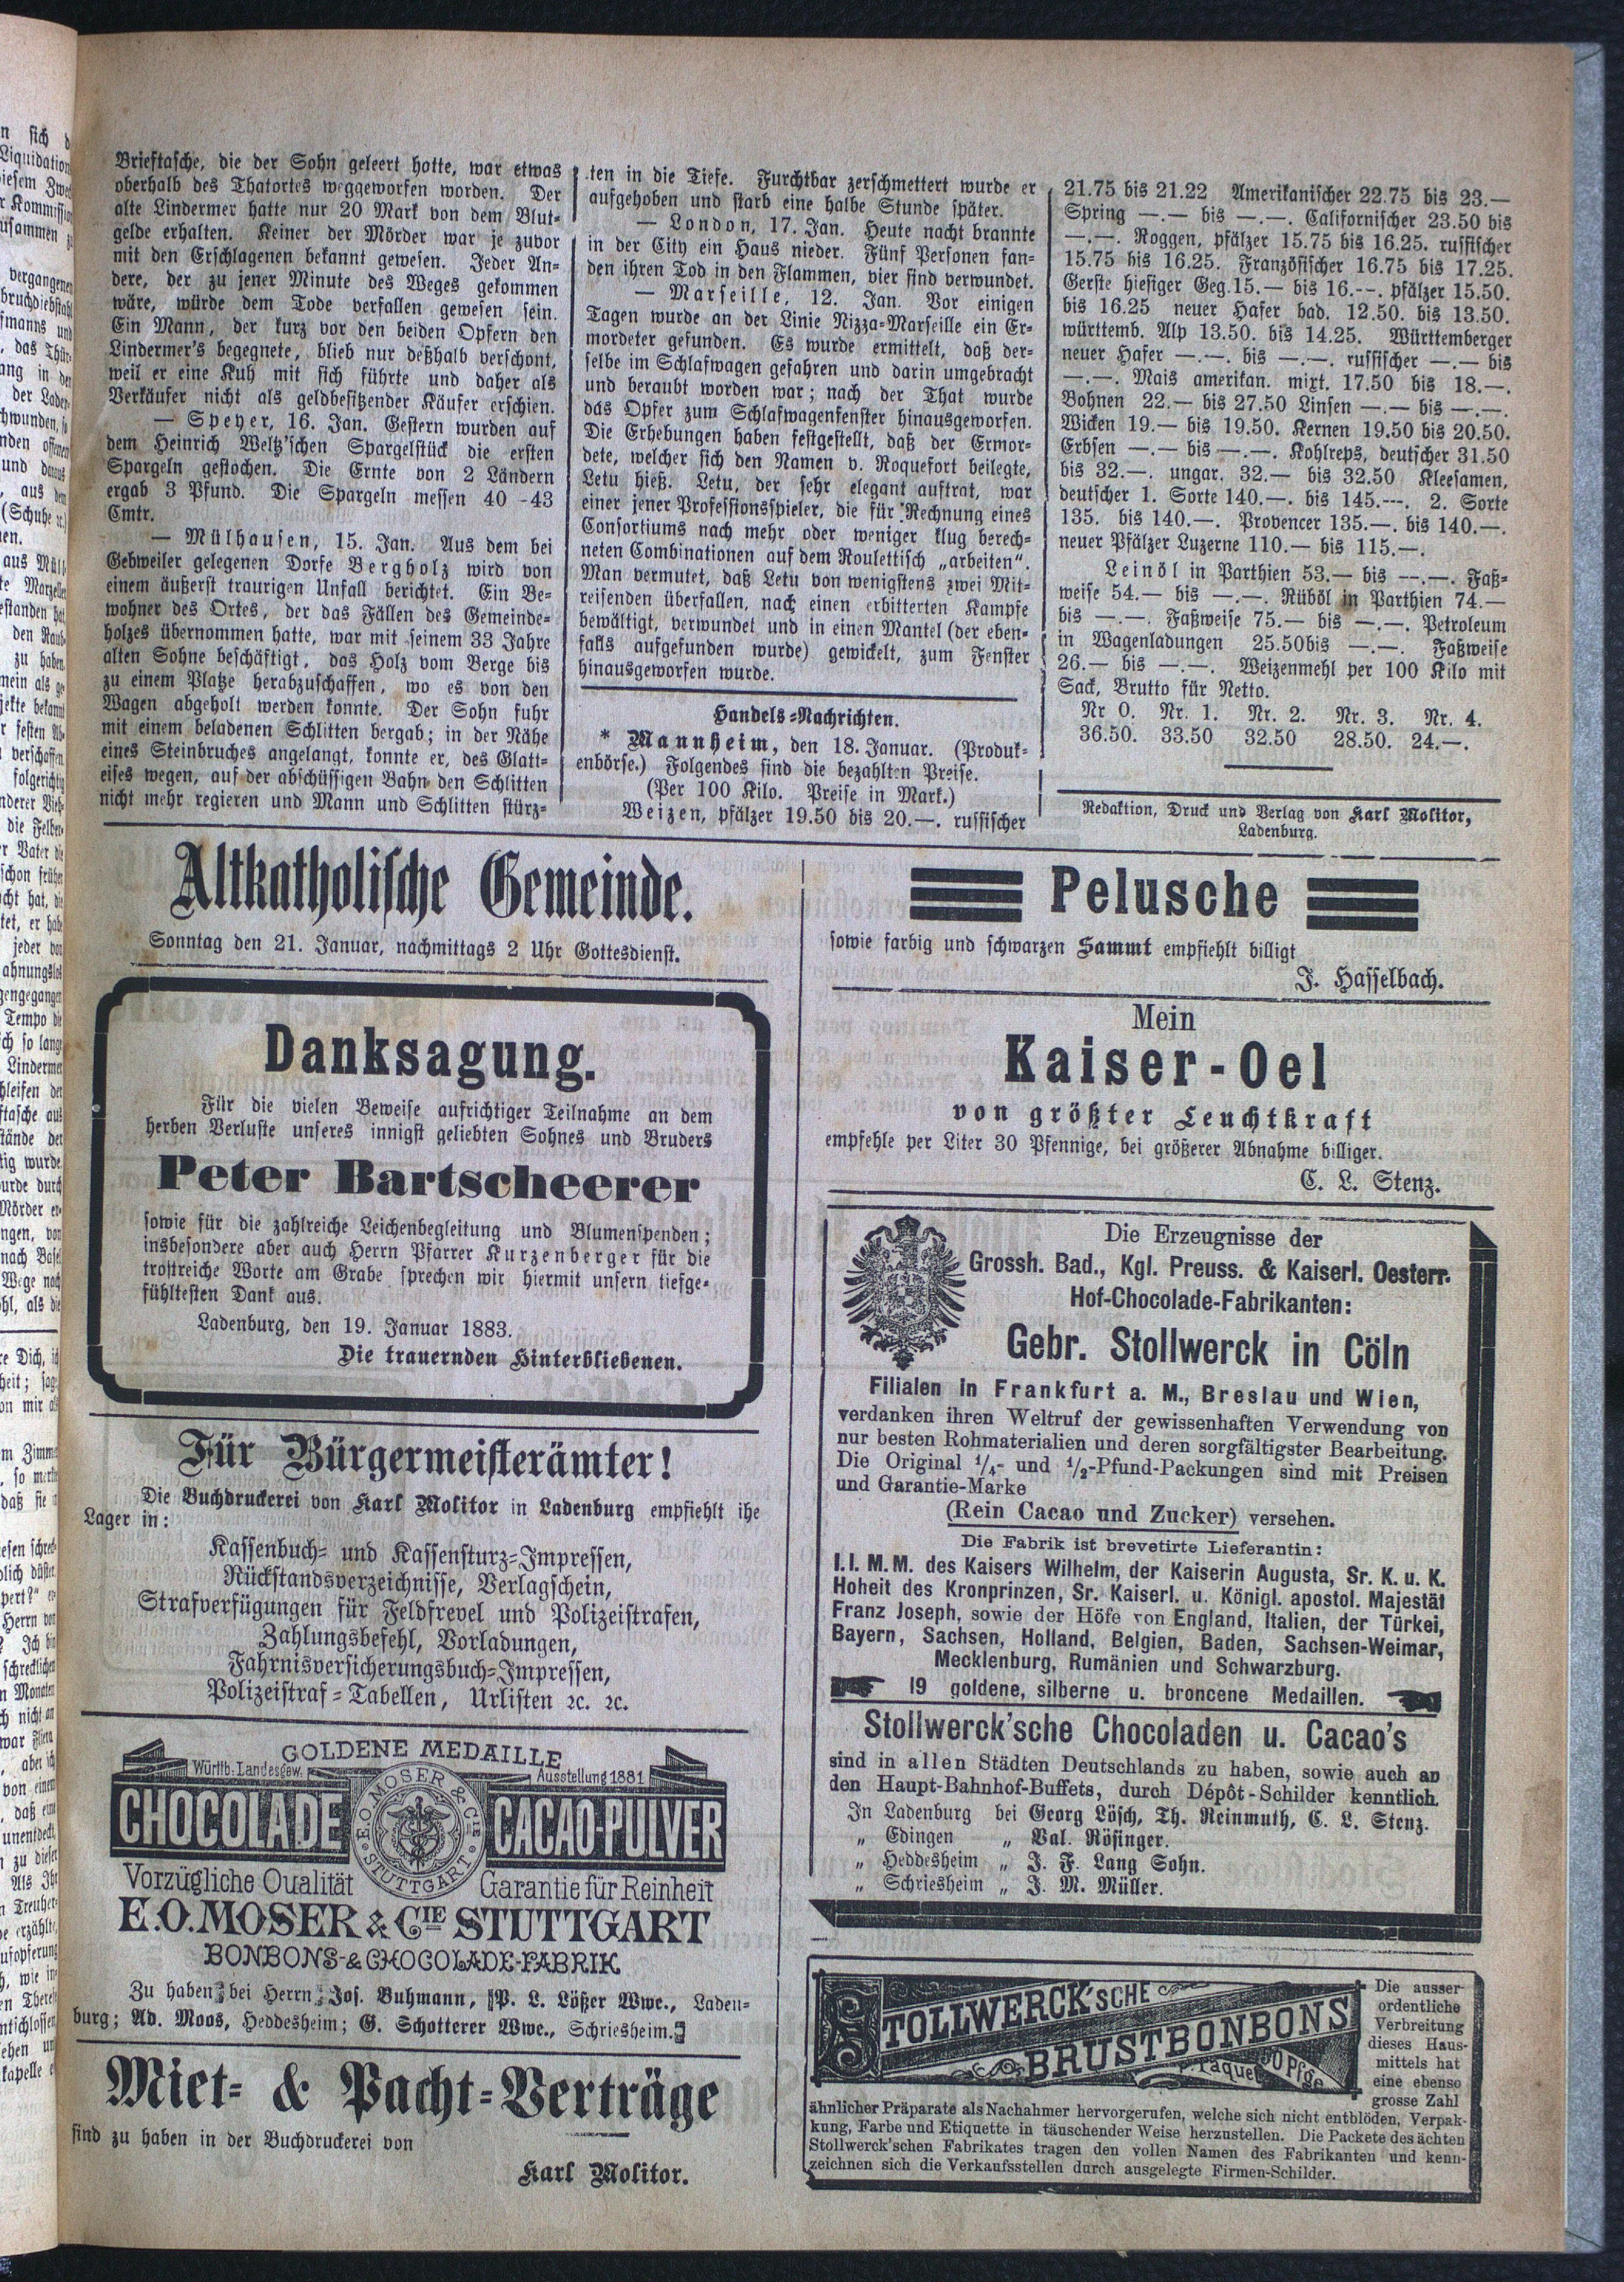 Brieftasche, die der Sohn geleert hatte, war etwas
oberhalb des Thatortes weggeworfen worden. Der
alte Lindermer hatte nur 20 Mark von dem Blut-
gelde erhalten. Keiner der Mörder war je zuvor
mit den Erschlagenen bekannt gewesen. Jeder An-
dere, der zu jener Minute des Weges gekommen
wäre, würde dem Tode verfallen gewesen sein.
Ein Mann, der kurz vor den beiden Opfern den
Lindermer's begegnete, blieb nur deßhalb verschont,
weil er eine Kuh mit sich führte und daher als
Verkäufer nicht als geldbesitzender Käufer erschien.
— Speyer, 16. Jan. Gestern wurden auf
dem Heinrich Weltz'schen Spargelstück die ersten
Spargeln gestochen. Die Ernte von 2 Ländern
ergab 3 Pfund. Die Spargeln messen 40-43
Cmtr.
— Mülhausen, 15. Jan. Aus dem bei
Gebweiler gelegenen Dorfe Bergholz wird von
einem äußerst traurigen Unfall berichtet. Ein Be-
wohner des Ortes, der das Fällen des Gemeinde-
holzes übernommen hatte, war mit seinem 33 Jahre
alten Sohne beschäftigt, das Holz vom Berge bis
zu einem Platze herabzuschaffen, wo es von den
Wagen abgeholt werden konnte. Der Sohn fuhr
mit einem beladenen Schlitten bergab; in der Nähe
eines Steinbruches angelangt, konnte er, des Glatt-
eises wegen, auf der abschüssigen Bahn den Schlitten
nicht mehr regieren und Mann und Schlitten stürz-
ten in die Tiefe. Furchtbar zerschmettert wurde er
aufgehoben und starb eine halbe Stunde später.
— London, 17. Jan. Heute nacht brannte
in der City ein Haus nieder. Fünf Personen fan-
den ihren Tod in den Flammen, vier sind verwundet.
— Marseille, 12. Jan. Vor einigen
Tagen wurde an der Linie Nizza-Marseille ein Er-
mordeter gefunden. Es wurde ermittelt, daß der-
selbe im Schlafwagen gefahren und darin umgebracht
und beraubt worden war; nach der That wurde
das Opfer zum Schlafwagenfenster hinausgeworfen.
Die Erhebungen haben festgestellt, daß der Ermor-
dete, welcher sich den Namen v. Roquefort beilegte,
Letu hieß. Letu, der sehr elegant auftrat, war
einer jener Professionsspieler, die für Rechnung eines
Consortiums nach mehr oder weniger klug berech-
neten Combinationen auf dem Roulettisch „arbeiten".
Man vermutet, daß Letu von wenigstens zwei Mit-
reisenden überfallen, nach einen erbitterten Kampfe
bewältigt, verwundet und in einen Mantel (der eben-
falls aufgefunden wurde) gewickelt, zum Fenster
hinausgeworfen wurde.
Handels-Nachrichten.
* Mannheim, den 18. Januar. (Produk-
enbörse.) Folgendes sind die bezahlten Preise.
(Per 100 Kilo. Preise in Mark.)
Weizen, pfälzer 19.50 bis 20.—. russischer
21.75 bis 21.22 Amerikanischer 22.75 bis 23.—
Spring —.— bis —.—. Californischer 23.50 bis
—.—. Roggen, pfälzer 15.75 bis 16.25. russischer
15.75 bis 16.25. Französischer 16.75 bis 17.25.
Gerste hiesiger Geg. 15.— bis 16.--. pfälzer 15.50.
bis 16.25 neuer Hafer bad. 12.50. bis 13.50.
württemb. Alp 13.50. bis 14.25. Württemberger
neuer Hafer —.—. bis —.—. russischer —.— bis
—.—. Mais amerikan. mixt. 17.50 bis 18.—.
Bohnen 22.— bis 27.50 Linsen —.— bis —.—.
Wicken 19.— bis 19.50. Kernen 19.50 bis 20.50.
Erbsen —.— bis —.—. Kohlreps, deutscher 31.50
bis 32.—. ungar. 32.— bis 32.50 Kleesamen,
deutscher 1. Sorte 140.—. bis 145.---. 2. Sorte
135. bis 140.—. Provencer 135.—. bis 140.—.
neuer Pfälzer Luzerne 110.— bis 115.—.
Leinöl in Parthien 53.— bis --.—. Faß-
weise 54.— bis —.—. Rüböl in Parthien 74.—
bis —.—. Faßweise 75.— bis —.—. Petroleum
in Wagenladungen 25.50bis —.—. Faßweise
26.— bis —.—. Weizenmehl per 100 Kilo mit
Sack, Brutto für Netto.
Nr 0. Nr. 1. Nr. 2. Nr. 3. Nr. 4.
36.50. 33.50 32.50 28.50. 24.—.
Redaktion, Druck und Verlag von Karl Molitor,
Ladenburg.
Altkatholische Gemeinde.
Sonntag den 21. Januar, nachmittags 2 Uhr Gottesdienst.
Danksagung.
Für die vielen Beweise aufrichtiger Teilnahme an dem
herben Verluste unseres innigst geliebten Sohnes und Bruders
Peter Bartscheerer
sowie für die zahlreiche Leichenbegleitung und Blumenspenden;
insbesondere aber auch Herrn Pfarrer Kurzenberger für die
trostreiche Worte am Grabe sprechen wir hiermit unsern tiefge-
fühltesten Dank aus.
Ladenburg, den 19. Januar 1883.
Die trauernden Hinterbliebenen.
Für Bürgermeisterämter!
Die Buchdruckerei von Karl Molitor in Ladenburg empfiehlt ihe
Lager in:
Kassenbuch- und Kassensturz-Impressen,
Rückstandsverzeichnisse, Verlagschein,
Strafverfügungen für Feldfrevel und Polizeistrafen,
Zahlungsbefehl, Vorladungen,
Fahrnisversicherungsbuch-Impressen,
Polizeistraf-Tabellen, Urlisten ꝛc. ꝛc.
GOLDENE MEDAILLE
Württb. Landesgew. Ausstellung 1881
CHOCOLADE E.O. MOSER & CIE STUTTGART CACAO-PULVER
Vorzügliche Qualität Garantie für Reinheit
E.O. MOSER & CIE STUTTGART
BONBONS- & CHOCOLADE-FABRIK
Zu haben bei Herrn Jos. Buhmann, P. L. Lößer Wwe., Laden-
burg; Ad. Moos, Heddesheim; G. Schotterer Wwe., Schriesheim.
Miet- & Pacht-Verträge
sind zu haben in der Buchdruckerei von
Karl Molitor.
Pelusche
sowie farbig und schwarzen Sammt empfiehlt billigt
J. Hasselbach.
Mein
Kaiser-Oel
von größter Leuchtkraft
empfehle per Liter 30 Pfennige, bei größerer Abnahme billiger.
C. L. Stenz.
Die Erzeugnisse der
Grossh. Bad., Kgl. Preuss. & Kaiserl. Oesterr.
Hof-Chocolade-Fabrikanten:
Gebr. Stollwerck in Cöln
Filialen in Frankfurt a. M., Breslau und Wien,
verdanken ihren Weltruf der gewissenhaften Verwendung von
nur besten Rohmaterialien und deren sorgfältigster Bearbeitung.
Die Original 1/4- und 1/2-Pfund-Packungen sind mit Preisen
und Garantie-Marke
(Rein Cacao und Zucker) versehen.
Die Fabrik ist brevetirte Lieferantin:
I.I. M.M. des Kaisers Wilhelm, der Kaiserin Augusta, Sr. K. u. K.
Hoheit des Kronprinzen, Sr. Kaiserl. u. Königl. apostol. Majestät
Franz Joseph, sowie der Höfe von England, Italien, der Türkei,
Bayern, Sachsen, Holland, Belgien, Baden, Sachsen-Weimar,
Mecklenburg, Rumänien und Schwarzburg.
19 goldene, silberne u. broncene Medaillen.
Stollwerck'sche Chocoladen u. Cacao's
sind in allen Städten Deutschlands zu haben, sowie auch an
den Haupt-Bahnhof-Buffets, durch Dépôt-Schilder kenntlich.
In Ladenburg bei Georg Lösch, Th. Reinmuth, C. L. Stenz.
„ Edingen „ Val. Rösinger.
„ Heddesheim „ J. F. Lang Sohn.
„ Schriesheim „ J. M. Müller.
STOLLWERCK'SCHE
BRUSTBONBONS
p. Paquet 50 Pfge
Die ausser-
ordentliche
Verbreitung
dieses Haus-
mittels hat
eine ebenso
grosse Zahl
ähnlicher Präparate als Nachahmer hervorgerufen, welche sich nicht entblöden, Verpak-
kung, Farbe und Etiquette in täuschender Weise herzustellen. Die Packete des ächten
Stollwerck'schen Fabrikates tragen den vollen Namen des Fabrikanten und kenn-
zeichnen sich die Verkaufsstellen durch ausgelegte Firmen-Schilder.